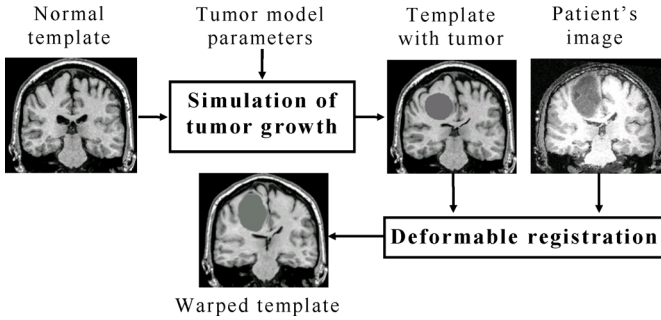 Normal
template
Tumor model
parameters
Template
with tumor
Patient's
image
Simulation of
tumor growth
Deformable registration
Warped template